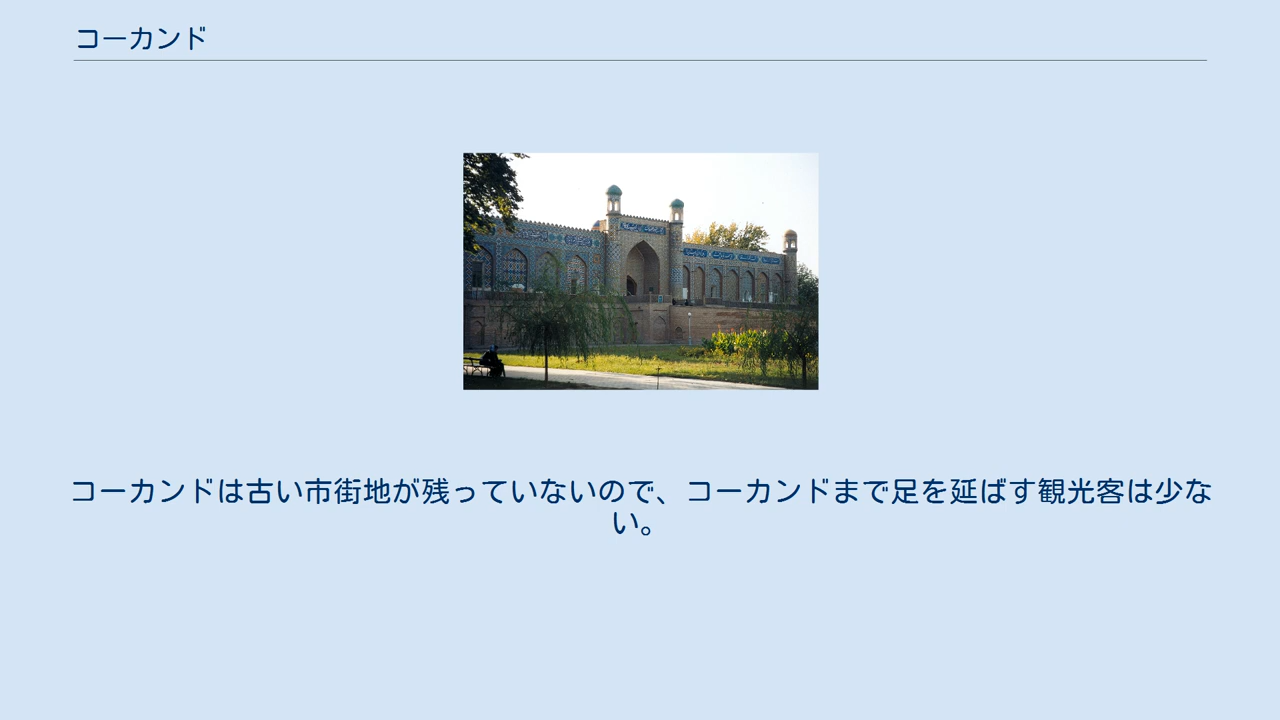 コーカンド
コーカンドは古い市街地が残っていないので、コーカンドまで足を延ばす観光客は少な
い。